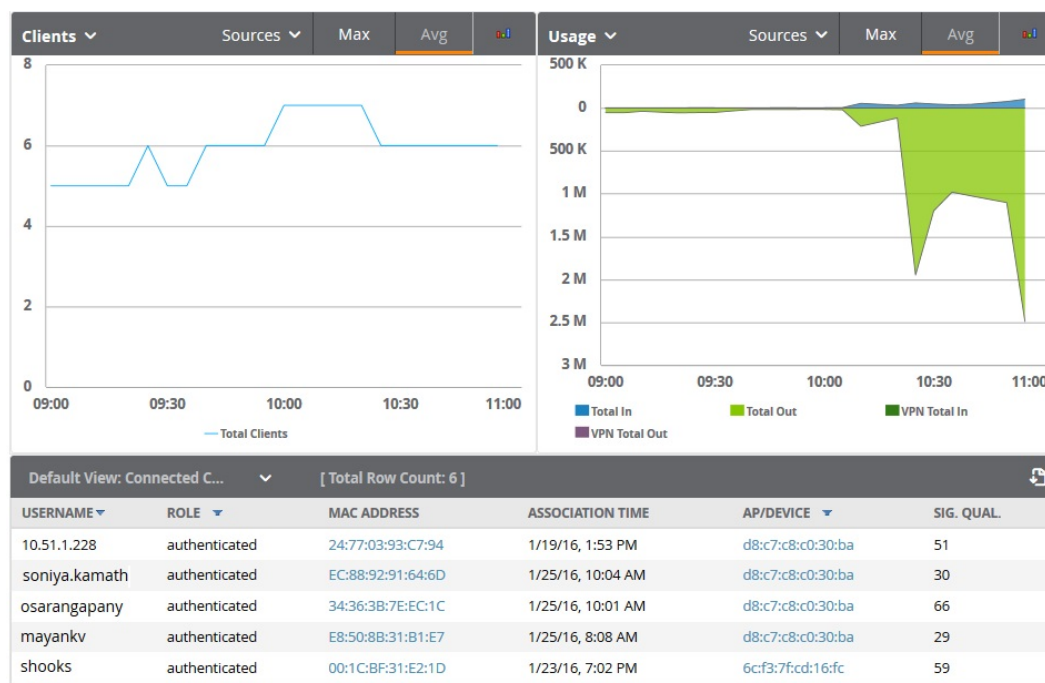 Clients Sources Max Avg
8
6
4
2
0
09:00 09:30 10:00 10:30 11:00
Total Clients
Usage Sources Max Avg
500 K
0
500 K
1 M
1.5 M
2 M
2.5 M
3 M
09:00 09:30 10:00 10:30 11:00
Total In Total Out VPN Total In
VPN Total Out
Default View: Connected C... [ Total Row Count: 6 ]
USERNAME ROLE MAC ADDRESS ASSOCIATION TIME AP/DEVICE SIG. QUAL.
10.51.1.228 authenticated 24:77:03:93:C7:94 1/19/16, 1:53 PM d8:c7:c8:c0:30:ba 51
soniya.kamath authenticated EC:88:92:91:64:6D 1/25/16, 10:04 AM d8:c7:c8:c0:30:ba 30
osarangapany authenticated 34:36:3B:7E:EC:1C 1/25/16, 10:01 AM d8:c7:c8:c0:30:ba 66
mayankv authenticated E8:50:8B:31:B1:E7 1/25/16, 8:08 AM d8:c7:c8:c0:30:ba 29
shooks authenticated 00:1C:BF:31:E2:1D 1/23/16, 7:02 PM 6c:f3:7f:cd:16:fc 59